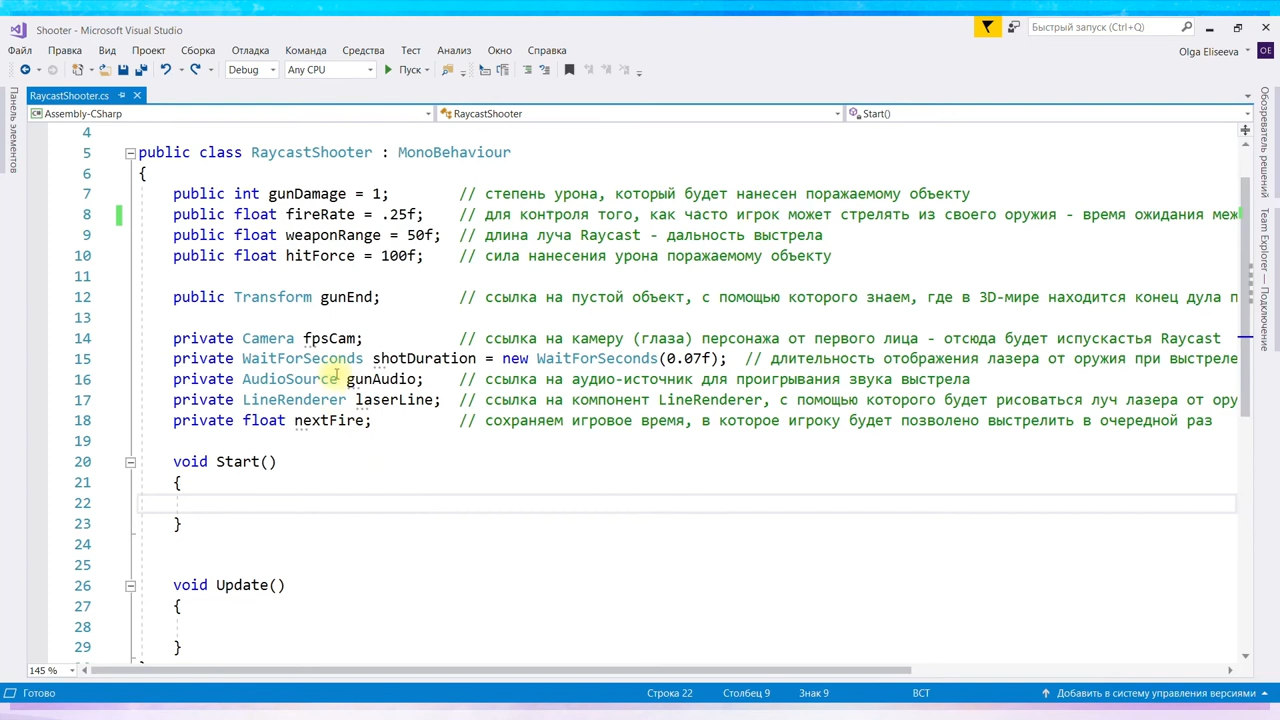 Shooter - Microsoft Visual Studio
Быстрый запуск (Ctrl+Q)
Файл Правка Вид Проект Сборка Отладка Команда Средства Тест Анализ Окно Справка
Olga Eliseeva OE
Debug Any CPU Пуск
Панель элементов
RaycastShooter.cs
Assembly-CSharp RaycastShooter Start()
4
5 public class RaycastShooter : MonoBehaviour
6 {
7 public int gunDamage = 1; // степень урона, который будет нанесен поражаемому объекту
8 public float fireRate = .25f; // для контроля того, как часто игрок может стрелять из своего оружия - время ожидания меж
9 public float weaponRange = 50f; // длина луча Raycast - дальность выстрела
10 public float hitForce = 100f; // сила нанесения урона поражаемому объекту
11
12 public Transform gunEnd; // ссылка на пустой объект, с помощью которого знаем, где в 3D-мире находится конец дула п
13
14 private Camera fpsCam; // ссылка на камеру (глаза) персонажа от первого лица - отсюда будет испускастья Raycast
15 private WaitForSeconds shotDuration = new WaitForSeconds(0.07f); // длительность отображения лазера от оружия при выстреле
16 private AudioSource gunAudio; // ссылка на аудио-источник для проигрывания звука выстрела
17 private LineRenderer laserLine; // ссылка на компонент LineRenderer, с помощью которого будет рисоваться луч лазера от ору
18 private float nextFire; // сохраняем игровое время, в которое игроку будет позволено выстрелить в очередной раз
19
20 void Start()
21 {
22
23 }
24
25
26 void Update()
27 {
28
29 }
Обозреватель решений
Team Explorer — Подключение
145 %
Готово Строка 22 Столбец 9 Знак 9 ВСТ Добавить в систему управления версиями